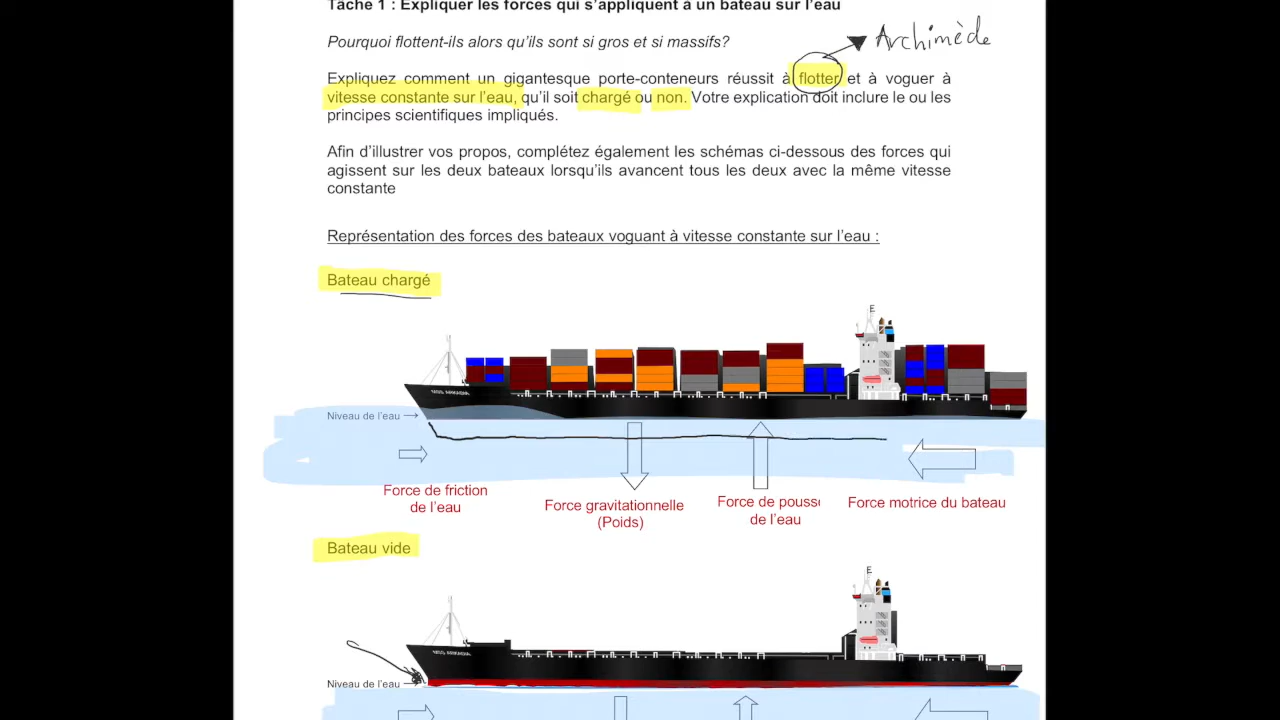 Tâche 1 : Expliquer les forces qui s'appliquent à un bateau sur l'eau
Archimède
Pourquoi flottent-ils alors qu'ils sont si gros et si massifs?
Expliquez comment un gigantesque porte-conteneurs réussit à flotter et à voguer à
vitesse constante sur l'eau, qu'il soit chargé ou non. Votre explication doit inclure le ou les
principes scientifiques impliqués.
Afin d'illustrer vos propos, complétez également les schémas ci-dessous des forces qui
agissent sur les deux bateaux lorsqu'ils avancent tous les deux avec la même vitesse
constante
Représentation des forces des bateaux voguant à vitesse constante sur l'eau :
Bateau chargé
MISS ARKADIA
Niveau de l'eau
Force de friction
de l'eau
Force gravitationnelle
(Poids)
Force de pouss
de l'eau
Force motrice du bateau
Bateau vide
MISS ARKADIA
Niveau de l'eau